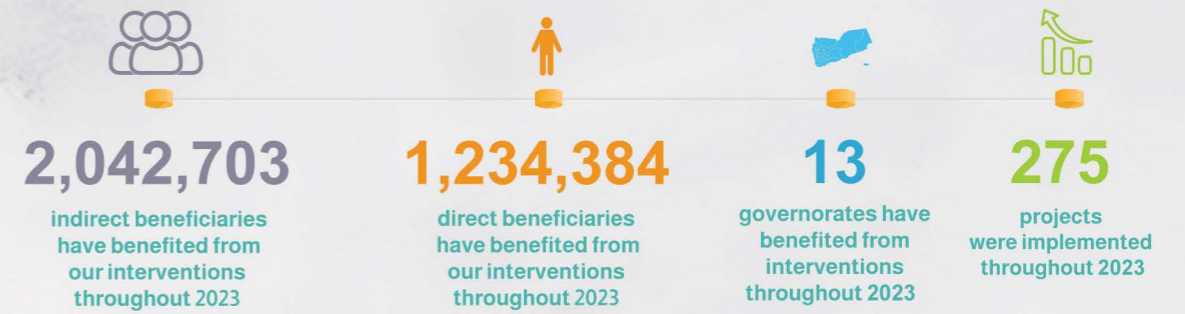 2,042,703
indirect beneficiaries
have benefited from
our interventions
throughout 2023
1,234,384
direct beneficiaries
have benefited from
our interventions
throughout 2023
13
governorates have
benefited from
interventions
throughout 2023
275
projects
were implemented
throughout 2023